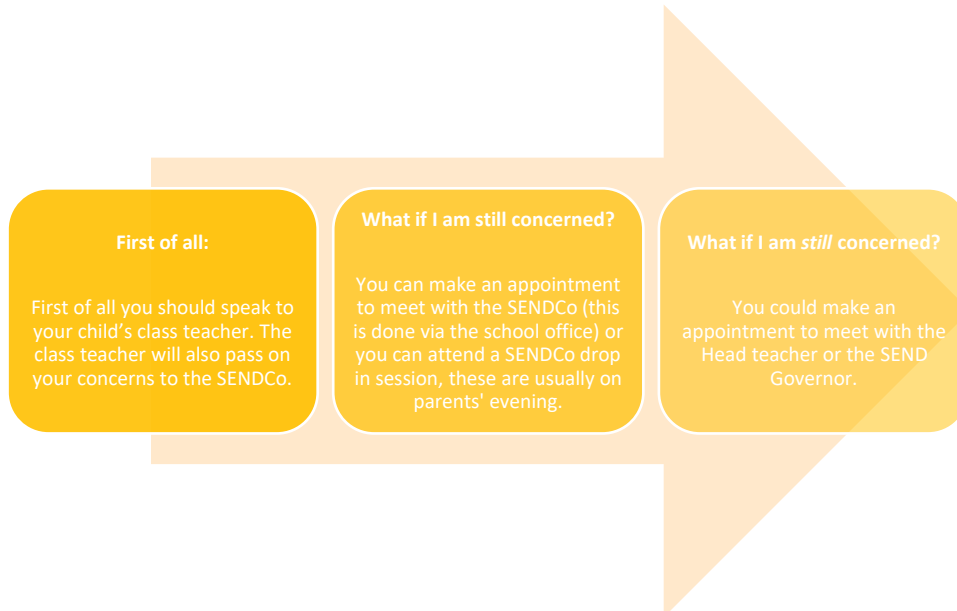 First of all:
First of all you should speak to
your child’s class teacher. The
class teacher will also pass on
your concerns to the SENDCo.
What if I am still concerned?
You can make an appointment
to meet with the SENDCo (this
is done via the school office) or
you can attend a SENDCo drop
in session, these are usually on
parents' evening.
What if I am still concerned?
You could make an
appointment to meet with the
Head teacher or the SEND
Governor.